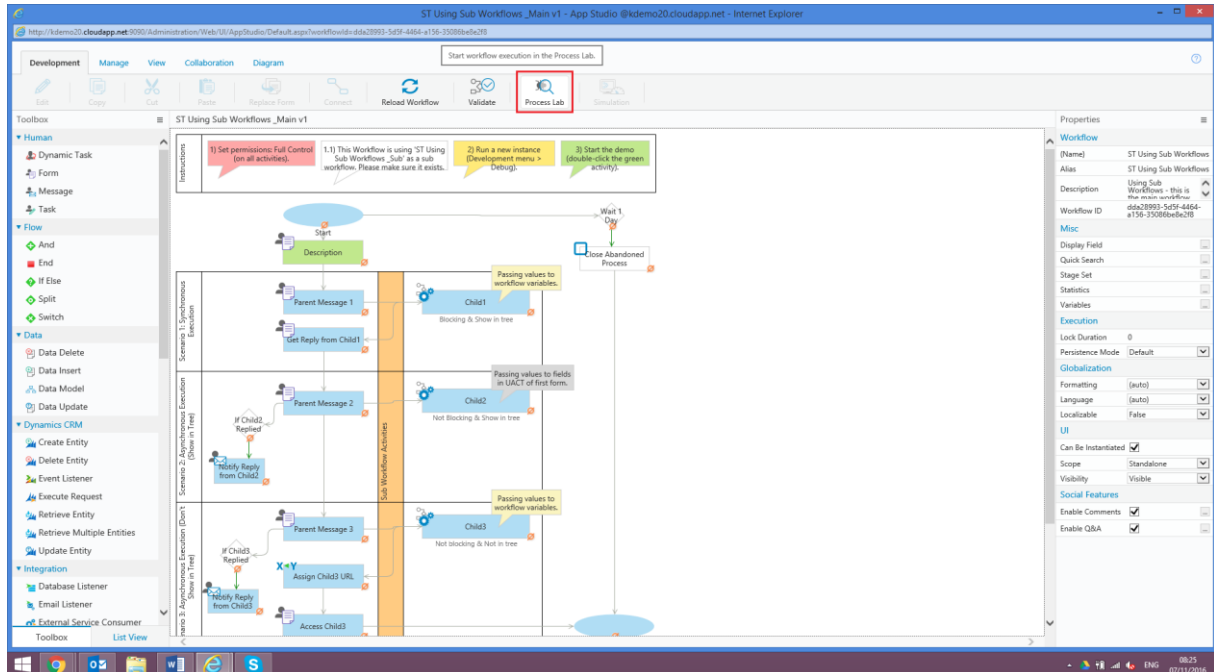 ST Using Sub Workflows _Main v1 - App Studio @kdemo20.cloudapp.net - Internet Explorer
http://kdemo20.cloudapp.net:9090/Administration/Web/UI/AppStudio/Default.aspx?workflowId=dda28993-5d5f-4464-a156-35086be8e2f8
Development Manage View Collaboration Diagram
Start workflow execution in the Process Lab.
Edit Copy Cut Paste Replace Form Connect Reload Workflow Validate Process Lab Simulation
Toolbox
Human
Dynamic Task
Form
Message
Task
Flow
And
End
If Else
Split
Switch
Data
Data Delete
Data Insert
Data Model
Data Update
Dynamics CRM
Create Entity
Delete Entity
Event Listener
Execute Request
Retrieve Entity
Retrieve Multiple Entities
Update Entity
Integration
Database Listener
Email Listener
External Service Consumer
Toolbox List View
ST Using Sub Workflows _Main v1
Instructions
1) Set permissions: Full Control
(on all activities).
1.1) This Workflow is using 'ST Using
Sub Workflows _Sub' as a sub
workflow. Please make sure it exists.
2) Run a new instance
(Development menu >
Debug).
3) Start the demo
(double-click the green
activity).
Start
Wait 1
Day
Description
Close Abandoned
Process
Scenario 1: Synchronous
Execution
Parent Message 1
Get Reply from Child1
Passing values to
workflow variables.
Child1
Blocking & Show in tree
Sub Workflow Activities
Scenario 2: Asynchronous Execution
(Show in Tree)
Parent Message 2
If Child2
Replied
Notify Reply
from Child2
Passing values to fields
in UACT of first form.
Child2
Not Blocking & Show in tree
nario 3: Asynchronous Execution (Don't
Show in Tree)
Parent Message 3
If Child3
Replied
X Y
Assign Child3 URL
Notify Reply
from Child3
Access Child3
Passing values to
workflow variables.
Child3
Not blocking & Not in tree
Properties
Workflow
(Name) ST Using Sub Workflows
Alias ST Using Sub Workflows
Description Using Sub
Workflows - this is
the main workflow
Workflow ID dda28993-5d5f-4464-
a156-35086be8e2f8
Misc
Display Field
Quick Search
Stage Set
Statistics
Variables
Execution
Lock Duration 0
Persistence Mode Default
Globalization
Formatting (auto)
Language (auto)
Localizable False
UI
Can Be Instantiated
Scope Standalone
Visibility Visible
Social Features
Enable Comments
Enable Q&A
ENG
08:25
07/11/2016